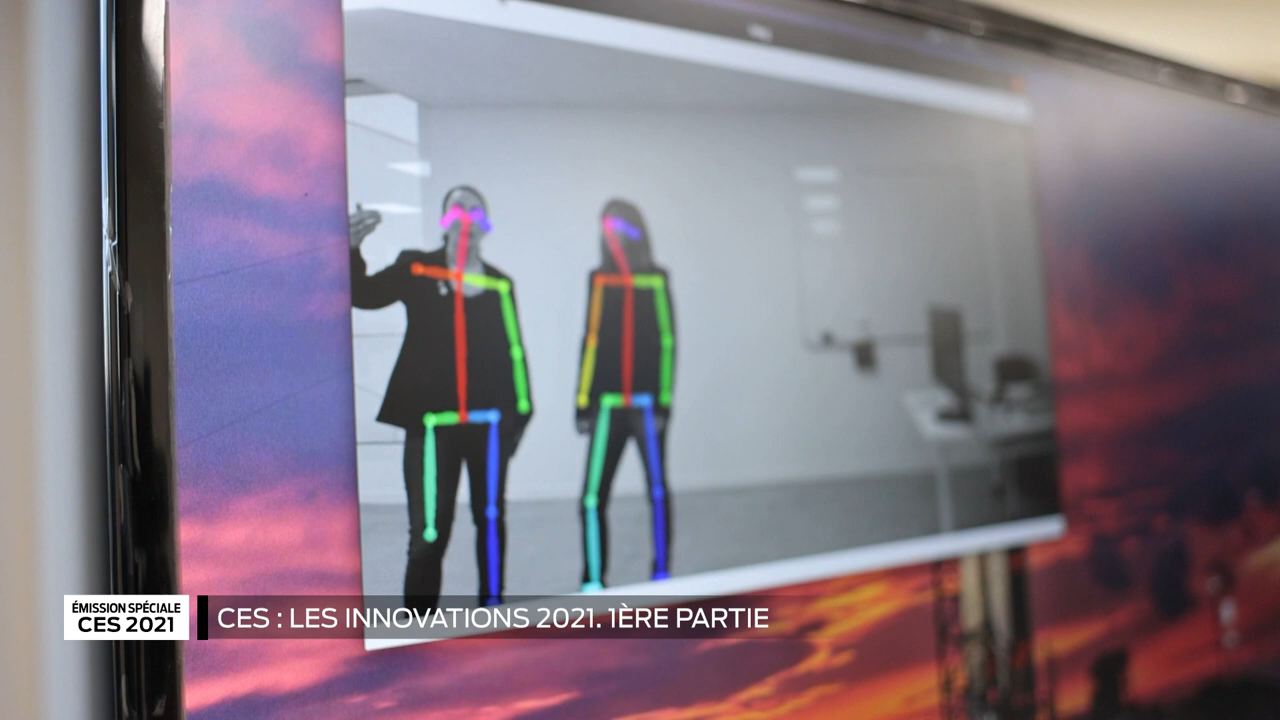 ÉMISSION SPÉCIALE
CES 2021
CES : LES INNOVATIONS 2021. 1ÈRE PARTIE